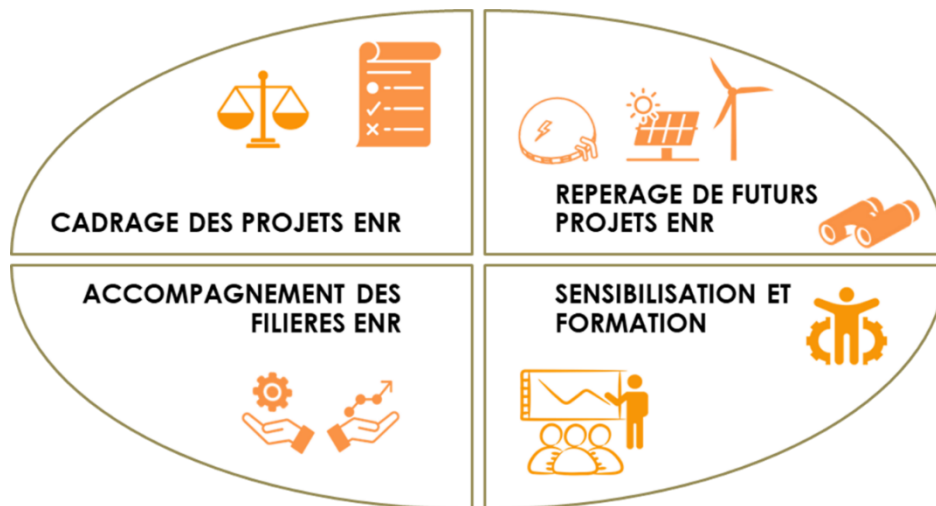 CADRAGE DES PROJETS ENR
REPERAGE DE FUTURS
PROJETS ENR
ACCOMPAGNEMENT DES
FILIERES ENR
SENSIBILISATION ET
FORMATION